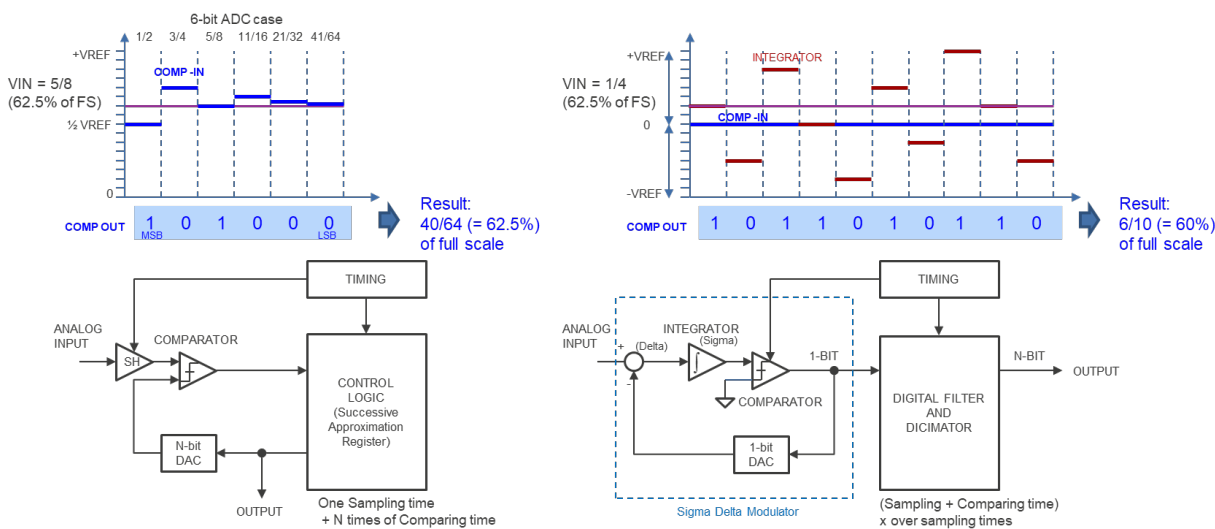 6-bit ADC case
1/2 3/4 5/8 11/16 21/32 41/64
+VREF
COMP-IN
VIN = 5/8
(62.5% of FS)
½ VREF
0
COMP OUT 1 0 1 0 0 0
MSB LSB
Result:
40/64 (= 62.5%)
of full scale
TIMING
ANALOG
INPUT
COMPARATOR
SH
CONTROL
LOGIC
(Successive
Approximation
Register)
N-bit
DAC
OUTPUT
One Sampling time
+ N times of Comparing time
+VREF
INTEGRATOR
VIN = 1/4
(62.5% of FS)
0
COMP-IN
-VREF
COMP OUT 1 0 1 1 0 1 0 1 1 0
Result:
6/10 (= 60%)
of full scale
TIMING
ANALOG
INPUT
INTEGRATOR
(Sigma)
+
(Delta)
-
∫
1-BIT
COMPARATOR
1-bit
DAC
DIGITAL FILTER
AND
DICIMATOR
N-BIT
OUTPUT
Sigma Delta Modulator
(Sampling + Comparing time)
x over sampling times